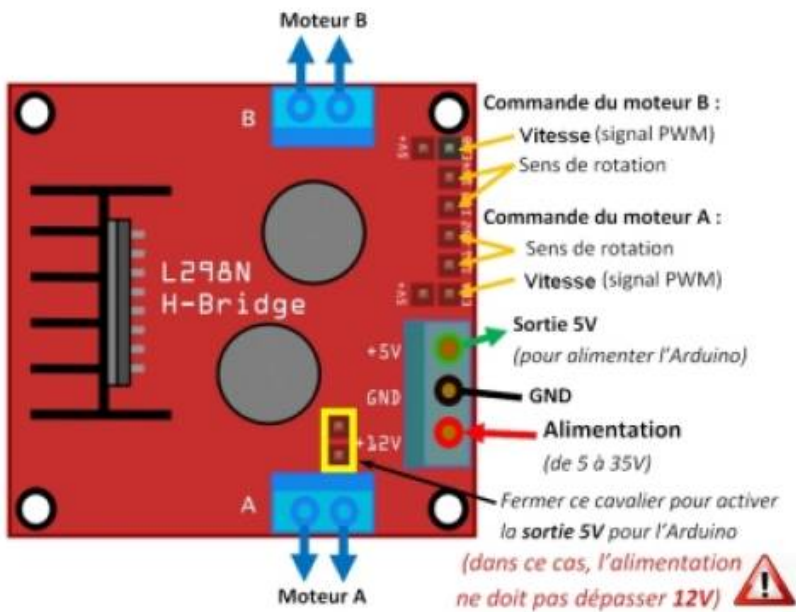 Moteur B
B
Commande du moteur B :
Vitesse (signal PWM)
5V+
Sens de rotation
Commande du moteur A :
Sens de rotation
Vitesse (signal PWM)
5V+
L298N
H-Bridge
Sortie 5V
+5V
(pour alimenter l'Arduino)
GND
GND
Alimentation
+12V
(de 5 à 35V)
A
Fermer ce cavalier pour activer
la sortie 5V pour l'Arduino
(dans ce cas, l'alimentation
ne doit pas dépasser 12V)
!
Moteur A